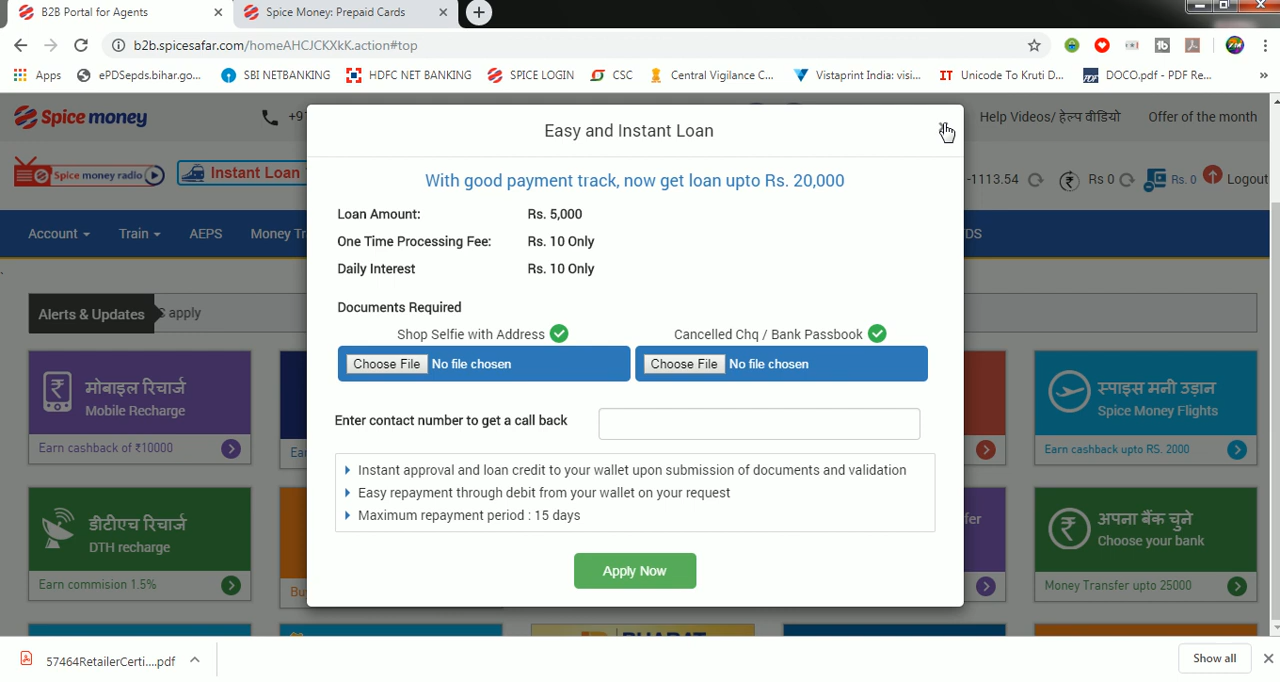 B2B Portal for Agents
Spice Money: Prepaid Cards
b2b.spicesafar.com/homeAHCJCKXkK.action#top
Apps
ePDSepds.bihar.go...
SBI NETBANKING
HDFC NET BANKING
SPICE LOGIN
CSC
Central Vigilance C...
Vistaprint India: visi...
Unicode To Kruti D...
DOCO.pdf - PDF Re...
»
Spice money
+91
Help Videos/ हेल्प वीडियो
Offer of the month
Spice money radio
Instant Loan
-1113.54
Rs 0
Rs. 0
Logout
Account
Train
AEPS
Money Tr
DS
Alerts & Updates
apply
Easy and Instant Loan
With good payment track, now get loan upto Rs. 20,000
Loan Amount: Rs. 5,000
One Time Processing Fee: Rs. 10 Only
Daily Interest Rs. 10 Only
Documents Required
Shop Selfie with Address
Cancelled Chq / Bank Passbook
Choose File No file chosen
Choose File No file chosen
Enter contact number to get a call back
Instant approval and loan credit to your wallet upon submission of documents and validation
Easy repayment through debit from your wallet on your request
Maximum repayment period : 15 days
Apply Now
मोबाइल रिचार्ज
Mobile Recharge
Earn cashback of ₹10000
Ear
स्पाइस मनी उड़ान
Spice Money Flights
Earn cashback upto RS. 2000
डीटीएच रिचार्ज
DTH recharge
Earn commision 1.5%
Bu
fer
अपना बैंक चुने
Choose your bank
Money Transfer upto 25000
BHARAT
57464RetailerCerti....pdf
Show all